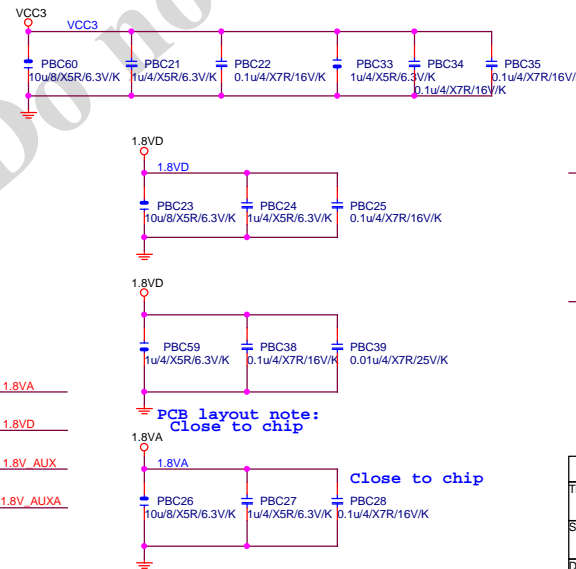 VCC3
VCC3
PBC60
10u/8/X5R/6.3V/K
PBC21
1u/4/X5R/6.3V/K
PBC22
0.1u/4/X7R/16V/K
PBC33
1u/4/X5R/6.3V/K
PBC34
0.1u/4/X7R/16V/K
PBC35
0.1u/4/X7R/16V/
Do no
1.8VD
1.8VD
PBC23
10u/8/X5R/6.3V/K
PBC24
1u/4/X5R/6.3V/K
PBC25
0.1u/4/X7R/16V/K
1.8VD
PBC59
1u/4/X5R/6.3V/K
PBC38
0.1u/4/X7R/16V/K
PBC39
0.01u/4/X7R/25V/K
1.8VA
1.8VD
1.8V_AUX
1.8V_AUXA
PCB layout note:
Close to chip
1.8VA
1.8VA
Close to chip
PBC26
10u/8/X5R/6.3V/K
PBC27
1u/4/X5R/6.3V/K
PBC28
0.1u/4/X7R/16V/K